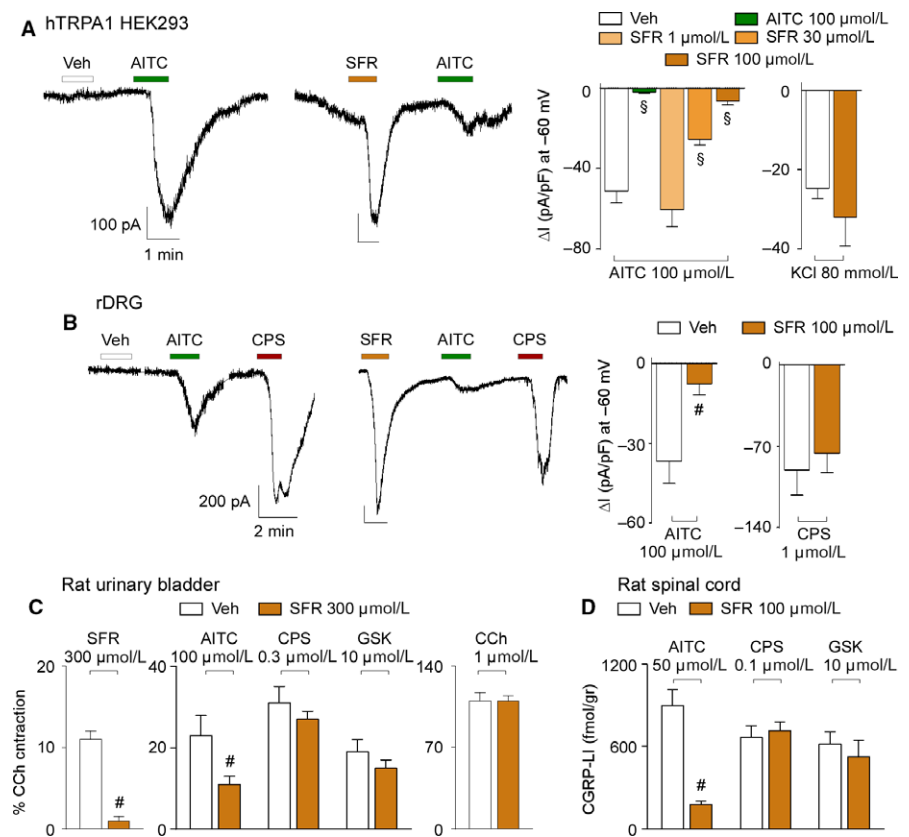 A hTRPA1 HEK293
Veh AITC SFR AITC
100 pA
1 min
Veh AITC 100 µmol/L
SFR 1 µmol/L SFR 30 µmol/L
SFR 100 µmol/L
ΔI (pA/pF) at –60 mV
0
–40
–80
§ § §
AITC 100 µmol/L
0
–20
–40
KCl 80 mmol/L
B rDRG
Veh AITC CPS SFR AITC CPS
200 pA
2 min
Veh SFR 100 µmol/L
ΔI (pA/pF) at –60 mV
0
–30
–60
#
AITC
100 µmol/L
0
–70
–140
CPS
1 µmol/L
Rat urinary bladder
C Veh SFR 300 µmol/L
% CCh cntraction
SFR
300 µmol/L
20
10
0
#
AITC CPS GSK
100 µmol/L 0.3 µmol/L 10 µmol/L
40
20
0
#
CCh
1 µmol/L
140
70
0
Rat spinal cord
D Veh SFR 100 µmol/L
CGRP-LI (fmol/gr)
AITC CPS GSK
50 µmol/L 0.1 µmol/L 10 µmol/L
1200
600
0
#